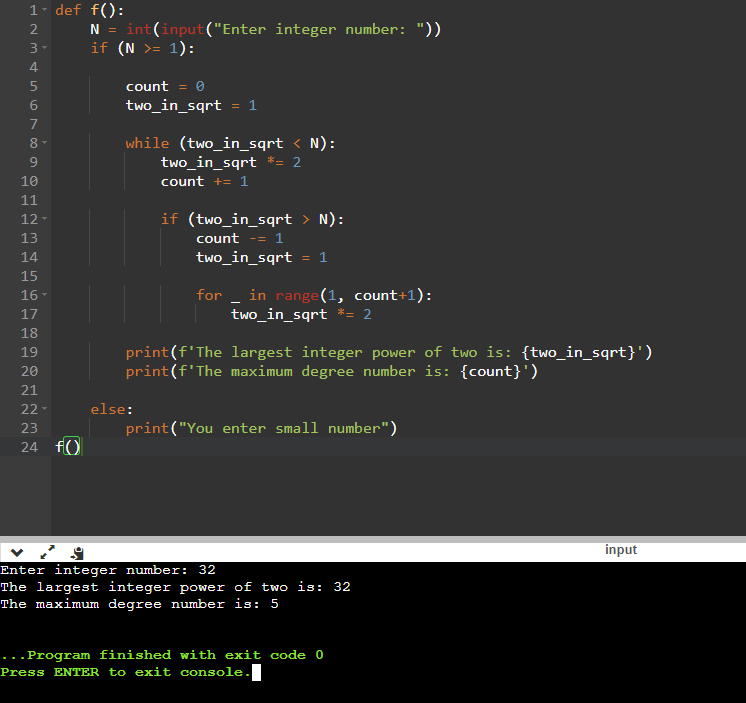 1 def f():
2     N = int(input("Enter integer number: "))
3     if (N >= 1):
4
5         count = 0
6         two_in_sqrt = 1
7
8         while (two_in_sqrt < N):
9             two_in_sqrt *= 2
10             count += 1
11
12             if (two_in_sqrt > N):
13                 count -= 1
14                 two_in_sqrt = 1
15
16                 for _ in range(1, count+1):
17                     two_in_sqrt *= 2
18
19         print(f'The largest integer power of two is: {two_in_sqrt}')
20         print(f'The maximum degree number is: {count}')
21
22     else:
23         print("You enter small number")
24 f()
input
Enter integer number: 32
The largest integer power of two is: 32
The maximum degree number is: 5
...Program finished with exit code 0
Press ENTER to exit console.